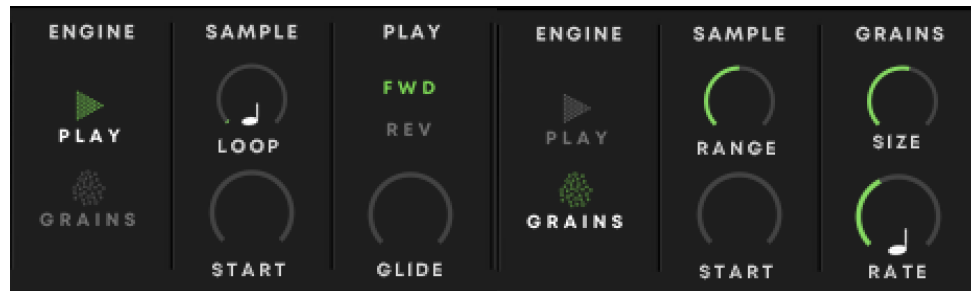 ENGINE
PLAY
GRAINS
SAMPLE
LOOP
START
PLAY
FWD
REV
GLIDE
ENGINE
PLAY
GRAINS
SAMPLE
RANGE
START
GRAINS
SIZE
RATE